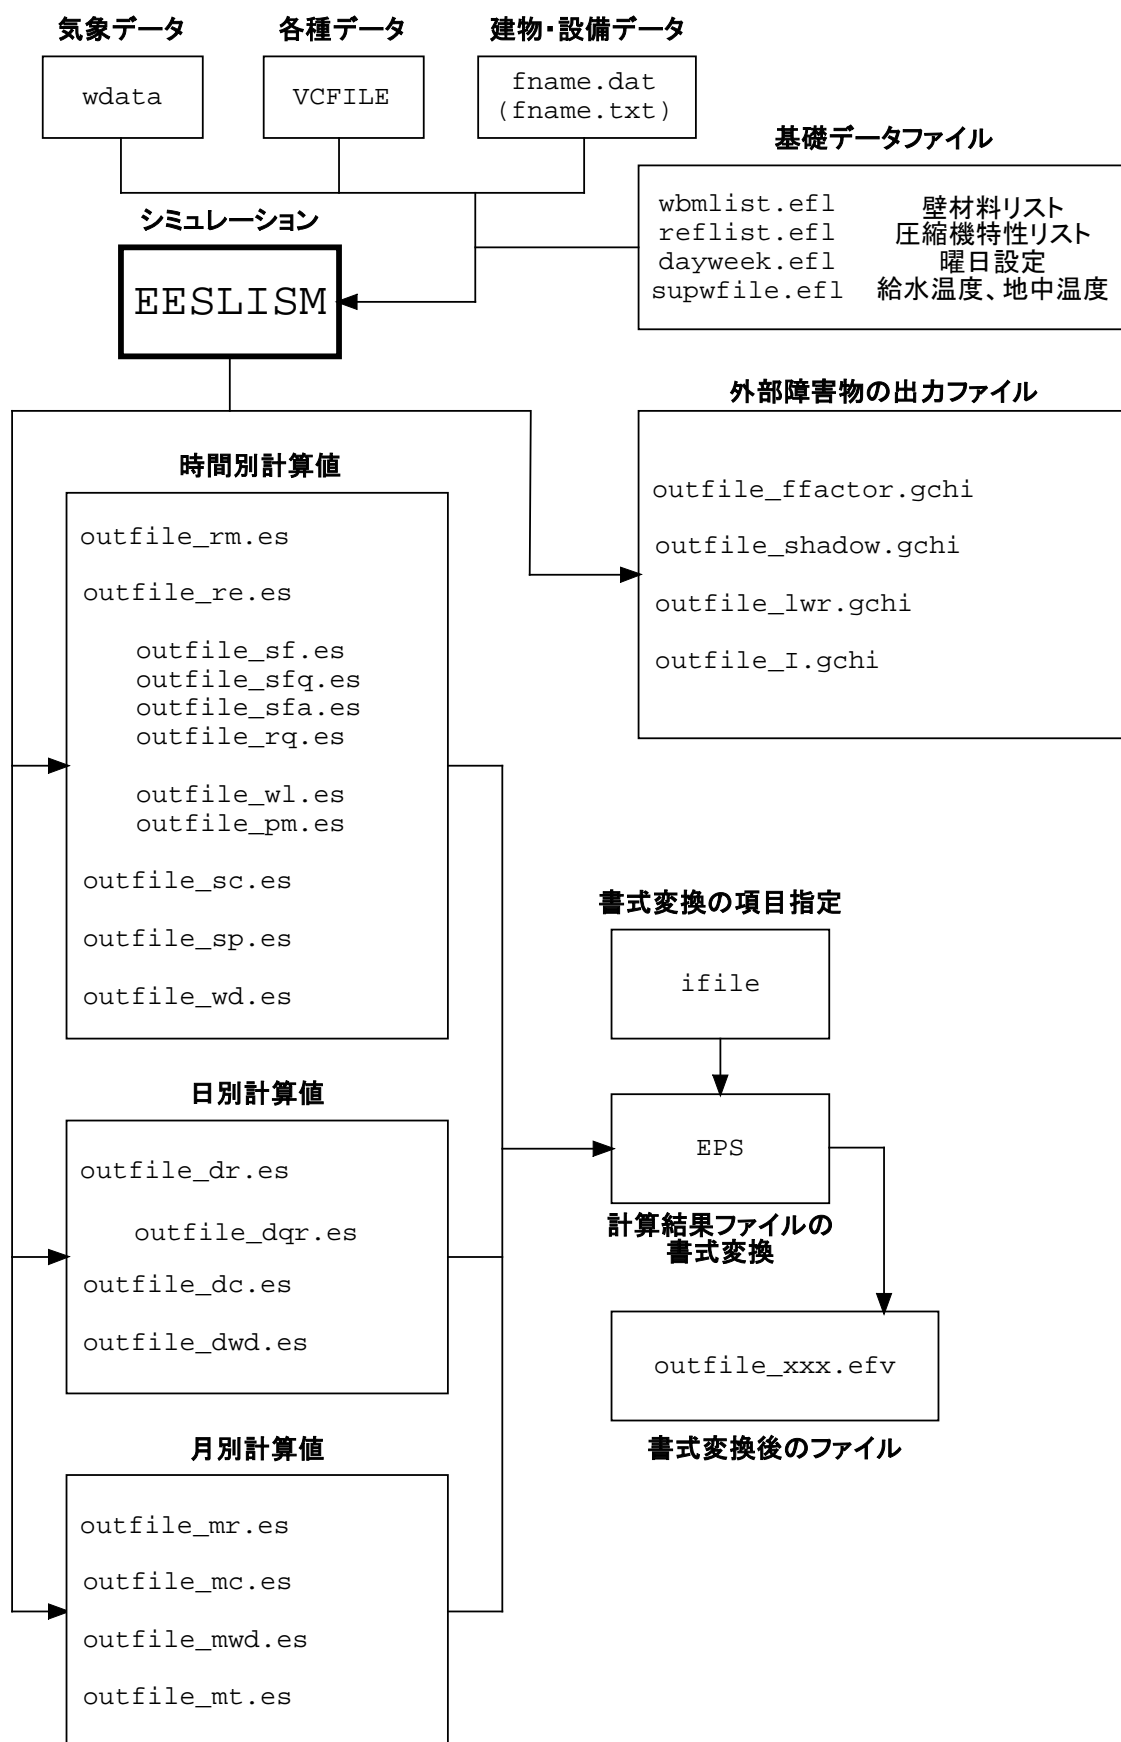 気象データ
各種データ
建物・設備データ
wdata
VCFILE
fname.dat
(fname.txt)
基礎データファイル
wbmlist.efl 壁材料リスト
reflist.efl 圧縮機特性リスト
dayweek.efl 曜日設定
supwfile.efl 給水温度、地中温度
シミュレーション
EESLISM
外部障害物の出力ファイル
outfile_ffactor.gchi
outfile_shadow.gchi
outfile_lwr.gchi
outfile_I.gchi
時間別計算値
outfile_rm.es
outfile_re.es
outfile_sf.es
outfile_sfq.es
outfile_sfa.es
outfile_rq.es
outfile_wl.es
outfile_pm.es
outfile_sc.es
outfile_sp.es
outfile_wd.es
書式変換の項目指定
ifile
EPS
計算結果ファイルの
書式変換
outfile_xxx.efv
書式変換後のファイル
日別計算値
outfile_dr.es
outfile_dqr.es
outfile_dc.es
outfile_dwd.es
月別計算値
outfile_mr.es
outfile_mc.es
outfile_mwd.es
outfile_mt.es